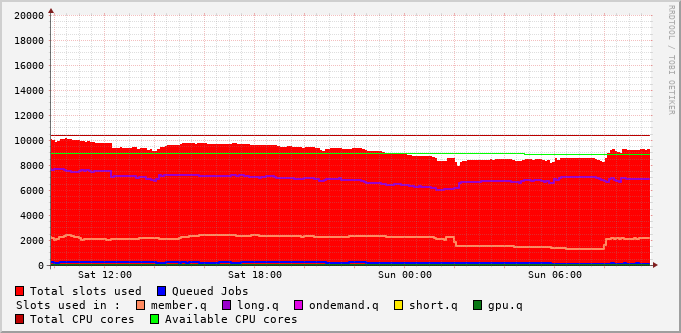 20000
18000
16000
14000
12000
10000
8000
6000
4000
2000
0
Sat 12:00 Sat 18:00 Sun 00:00 Sun 06:00
Total slots used Queued Jobs
Slots used in : member.q long.q ondemand.q short.q gpu.q
Total CPU cores Available CPU cores
RRDTOOL / TOBI OETIKER